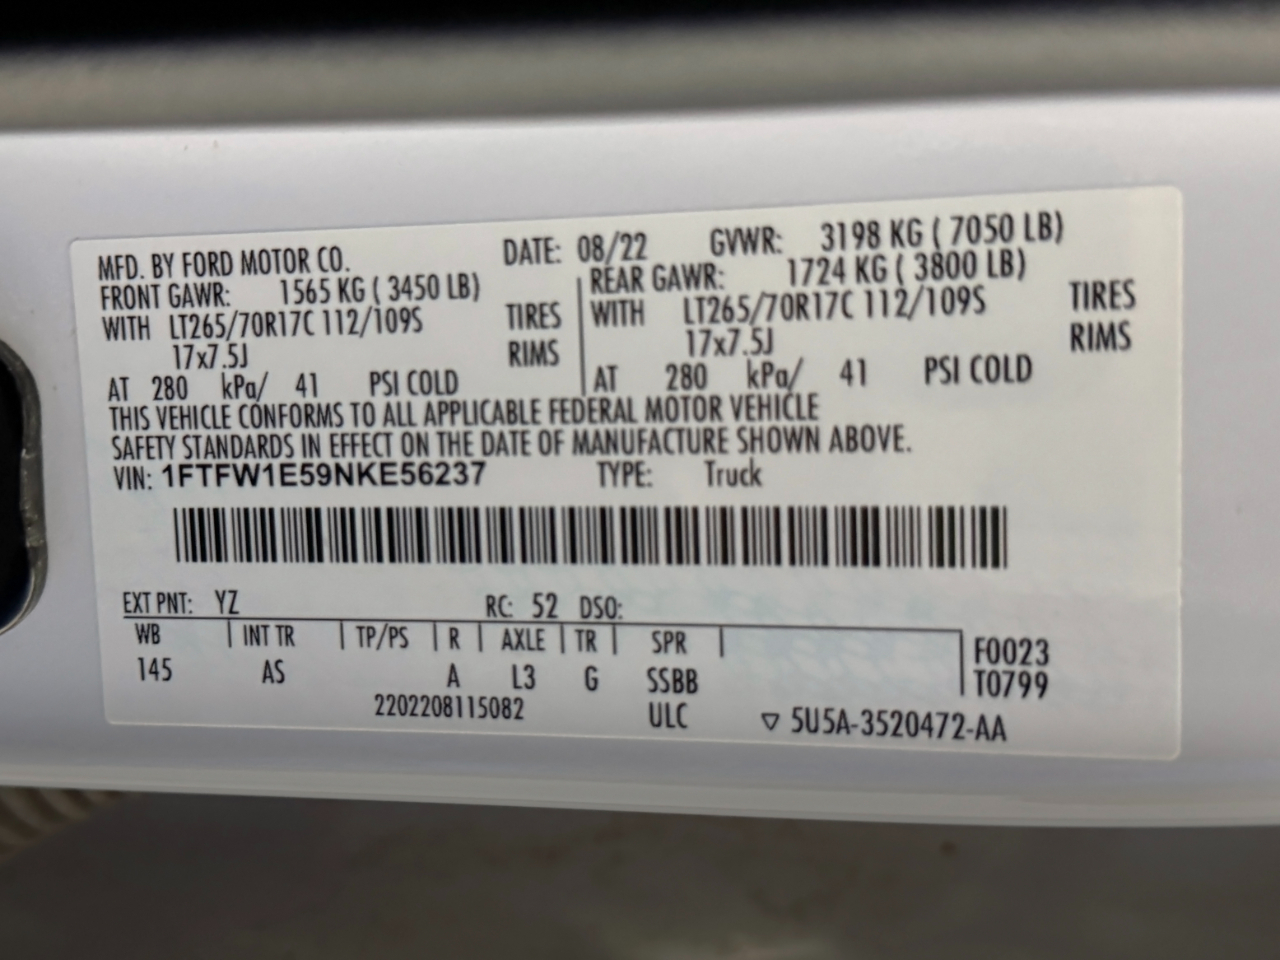 MFD. BY FORD MOTOR CO. DATE: 08/22 GVWR: 3198 KG ( 7050 LB)
FRONT GAWR: 1565 KG ( 3450 LB) REAR GAWR: 1724 KG ( 3800 LB)
WITH LT265/70R17C 112/109S TIRES WITH LT265/70R17C 112/109S TIRES
17x7.5J RIMS 17x7.5J RIMS
AT 280 kPa/ 41 PSI COLD AT 280 kPa/ 41 PSI COLD
THIS VEHICLE CONFORMS TO ALL APPLICABLE FEDERAL MOTOR VEHICLE
SAFETY STANDARDS IN EFFECT ON THE DATE OF MANUFACTURE SHOWN ABOVE.
VIN: 1FTFW1E59NKE56237 TYPE: Truck
EXT PNT: YZ RC: 52 DSO:
WB INT TR TP/PS R AXLE TR SPR F0023
145 AS A L3 G SSBB T0799
2202208115082 ULC ▽ 5U5A-3520472-AA